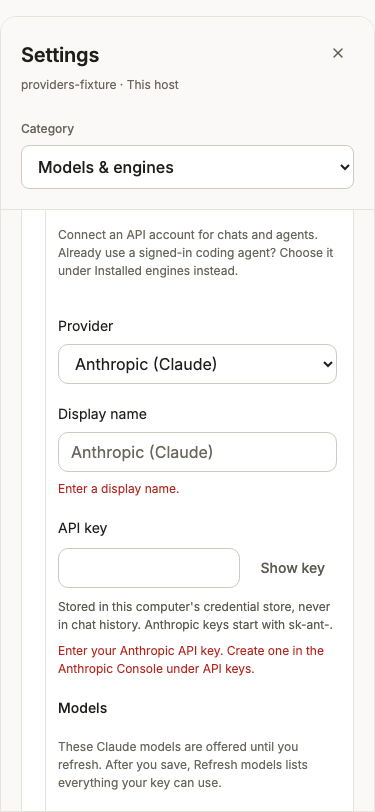 Settings
×
providers-fixture · This host
Category
Models & engines
Connect an API account for chats and agents.
Already use a signed-in coding agent? Choose it
under Installed engines instead.
Provider
Anthropic (Claude)
Display name
Anthropic (Claude)
Enter a display name.
API key
Show key
Stored in this computer's credential store, never
in chat history. Anthropic keys start with sk-ant-.
Enter your Anthropic API key. Create one in the
Anthropic Console under API keys.
Models
These Claude models are offered until you
refresh. After you save, Refresh models lists
everything your key can use.